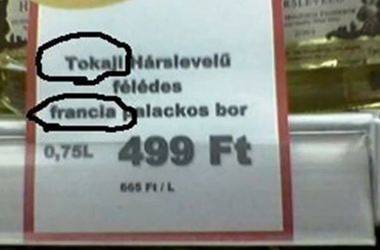 Tokaji Hárslevelű
félédes
francia palackos bor
0,75L 499 Ft
665 Ft / L